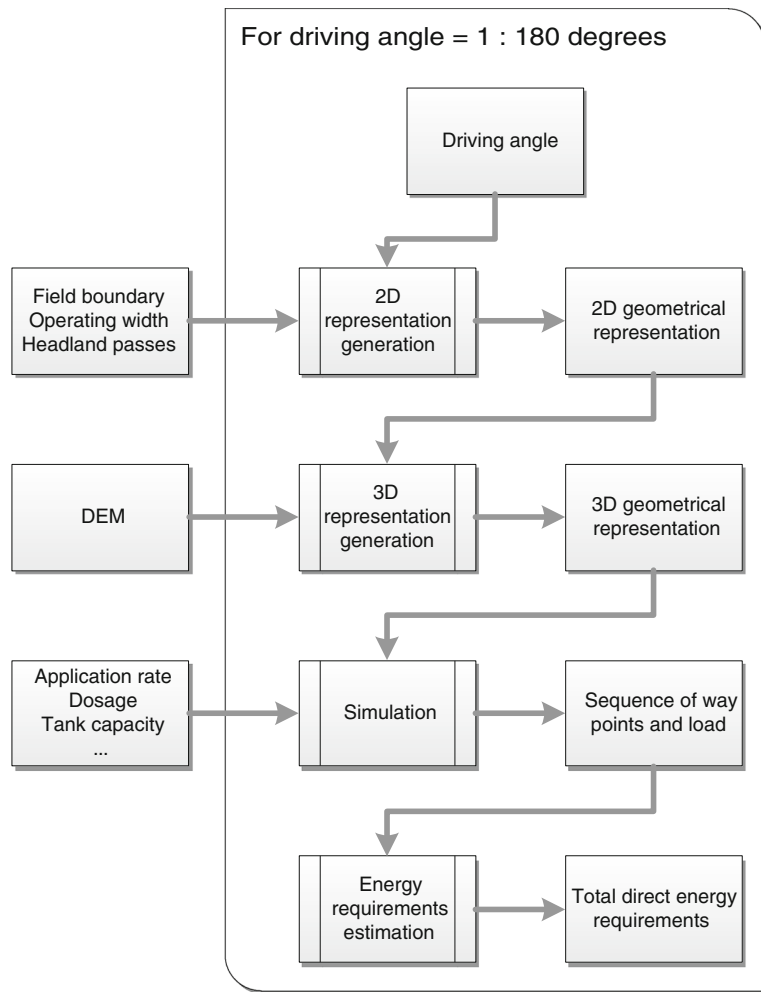 For driving angle = 1 : 180 degrees
Driving angle
Field boundary
Operating width
Headland passes
2D
representation
generation
2D geometrical
representation
DEM
3D
representation
generation
3D geometrical
representation
Application rate
Dosage
Tank capacity
...
Simulation
Sequence of way
points and load
Energy
requirements
estimation
Total direct energy
requirements